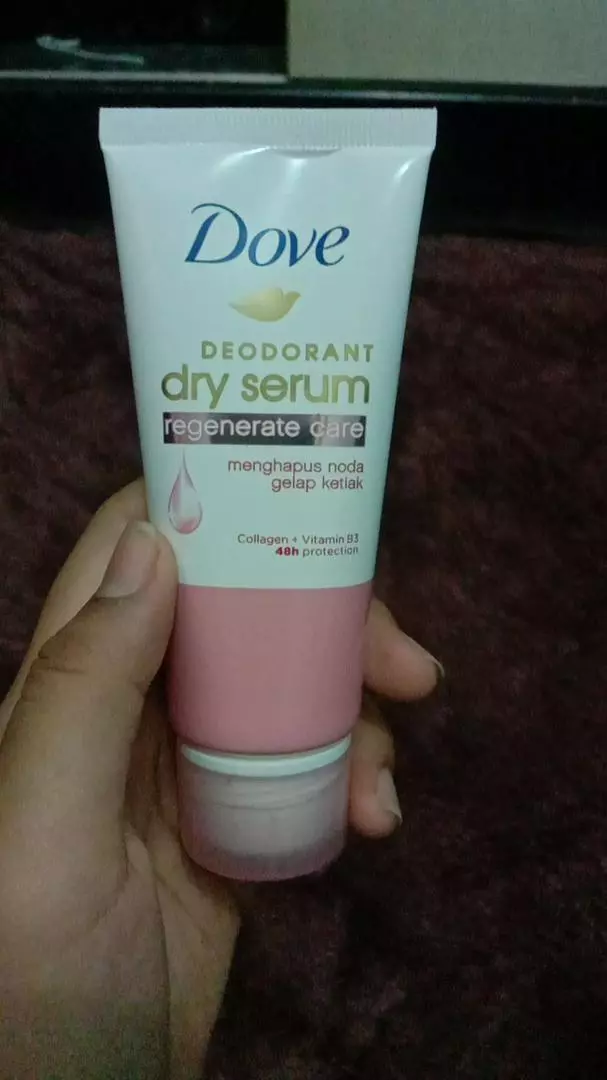 Dove
DEODORANT
dry serum
regenerate care
menghapus noda
gelap ketiak
Collagen + Vitamin B3
48h protection